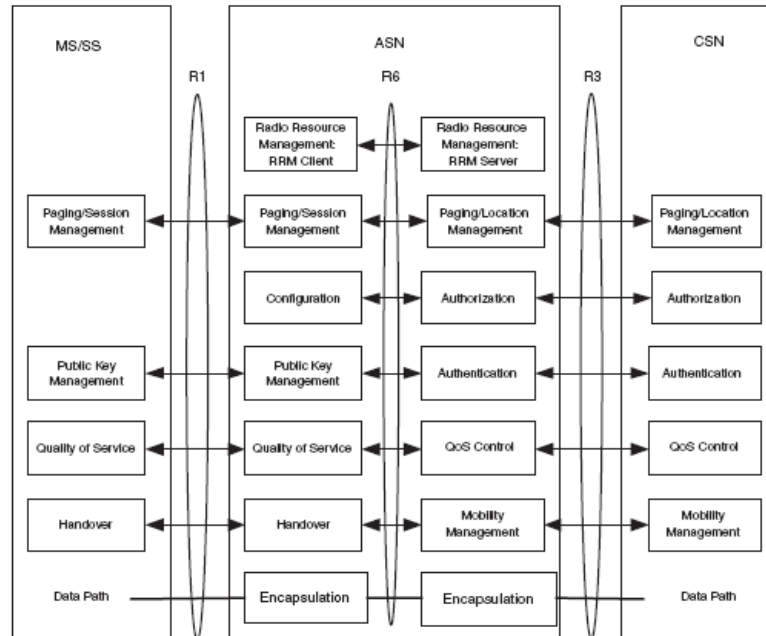 MS/SS
ASN
CSN
R1
R6
R3
Radio Resource
Management:
RRM Client
Radio Resource
Management:
RRM Server
Paging/Session
Management
Paging/Session
Management
Paging/Location
Management
Paging/Location
Management
Configuration
Authorization
Authorization
Public Key
Management
Public Key
Management
Authentication
Authentication
Quality of Service
Quality of Service
QoS Control
QoS Control
Handover
Handover
Mobility
Management
Mobility
Management
Data Path
Encapsulation
Encapsulation
Data Path